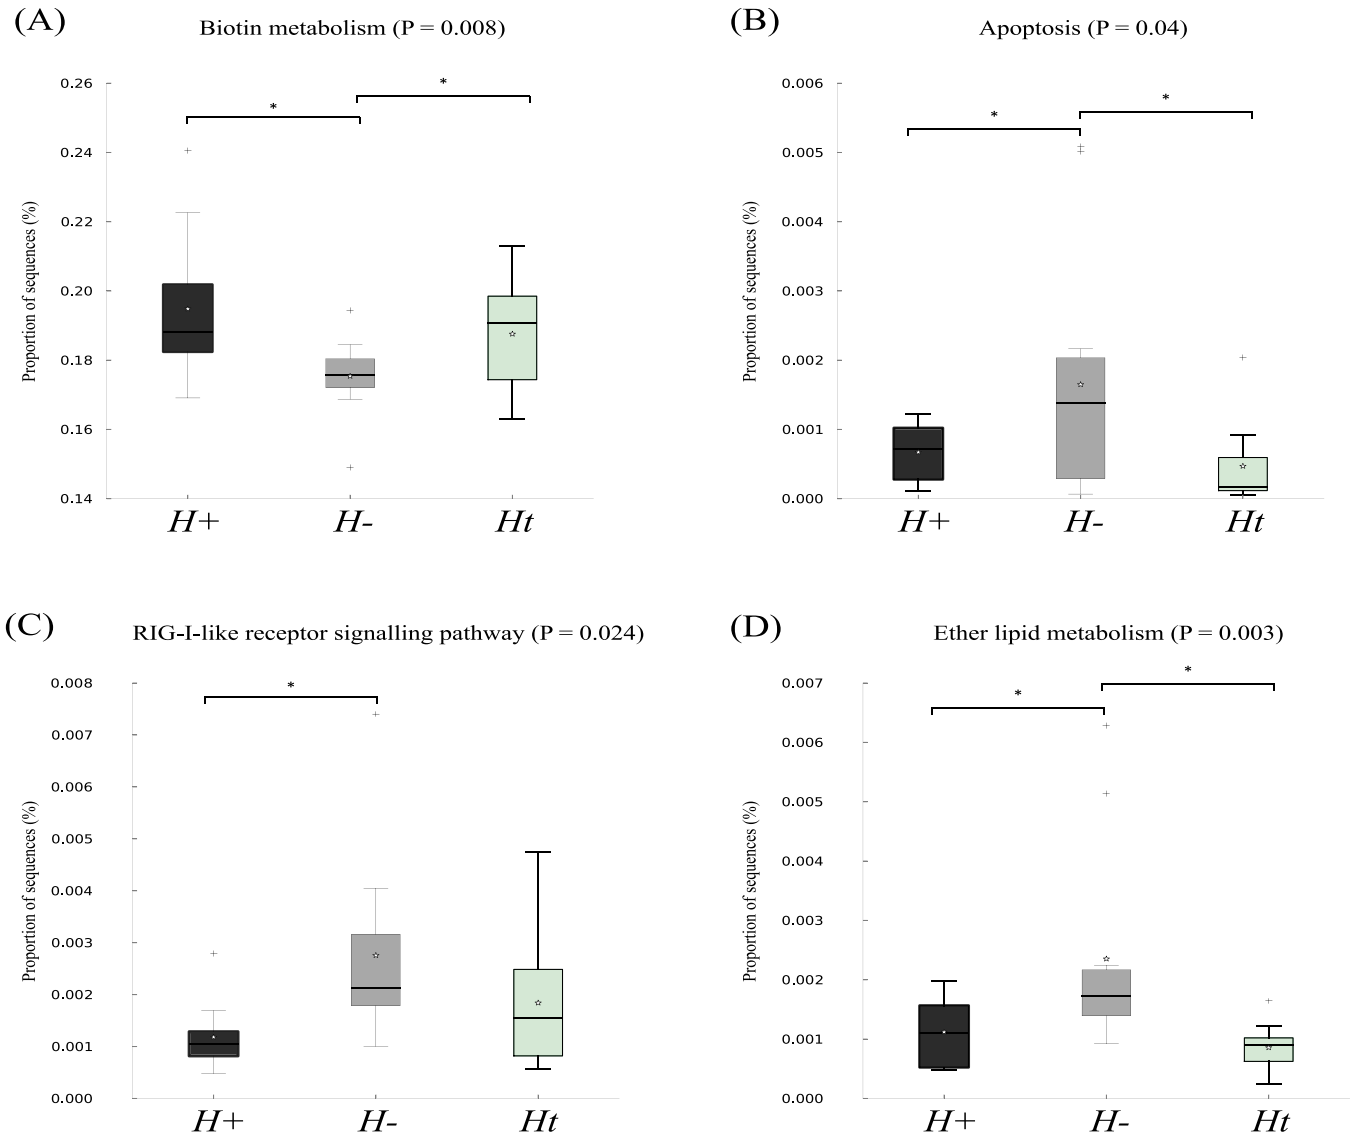 (A)
Biotin metabolism (P = 0.008)
Proportion of sequences (%)
0.26
0.24
0.22
0.20
0.18
0.16
0.14
*
*
H+
H-
Ht
(B)
Apoptosis (P = 0.04)
Proportion of sequences (%)
0.006
0.005
0.004
0.003
0.002
0.001
0.000
*
*
H+
H-
Ht
(C)
RIG-I-like receptor signalling pathway (P = 0.024)
Proportion of sequences (%)
0.008
0.007
0.006
0.005
0.004
0.003
0.002
0.001
0.000
*
H+
H-
Ht
(D)
Ether lipid metabolism (P = 0.003)
Proportion of sequences (%)
0.007
0.006
0.005
0.004
0.003
0.002
0.001
0.000
*
*
H+
H-
Ht